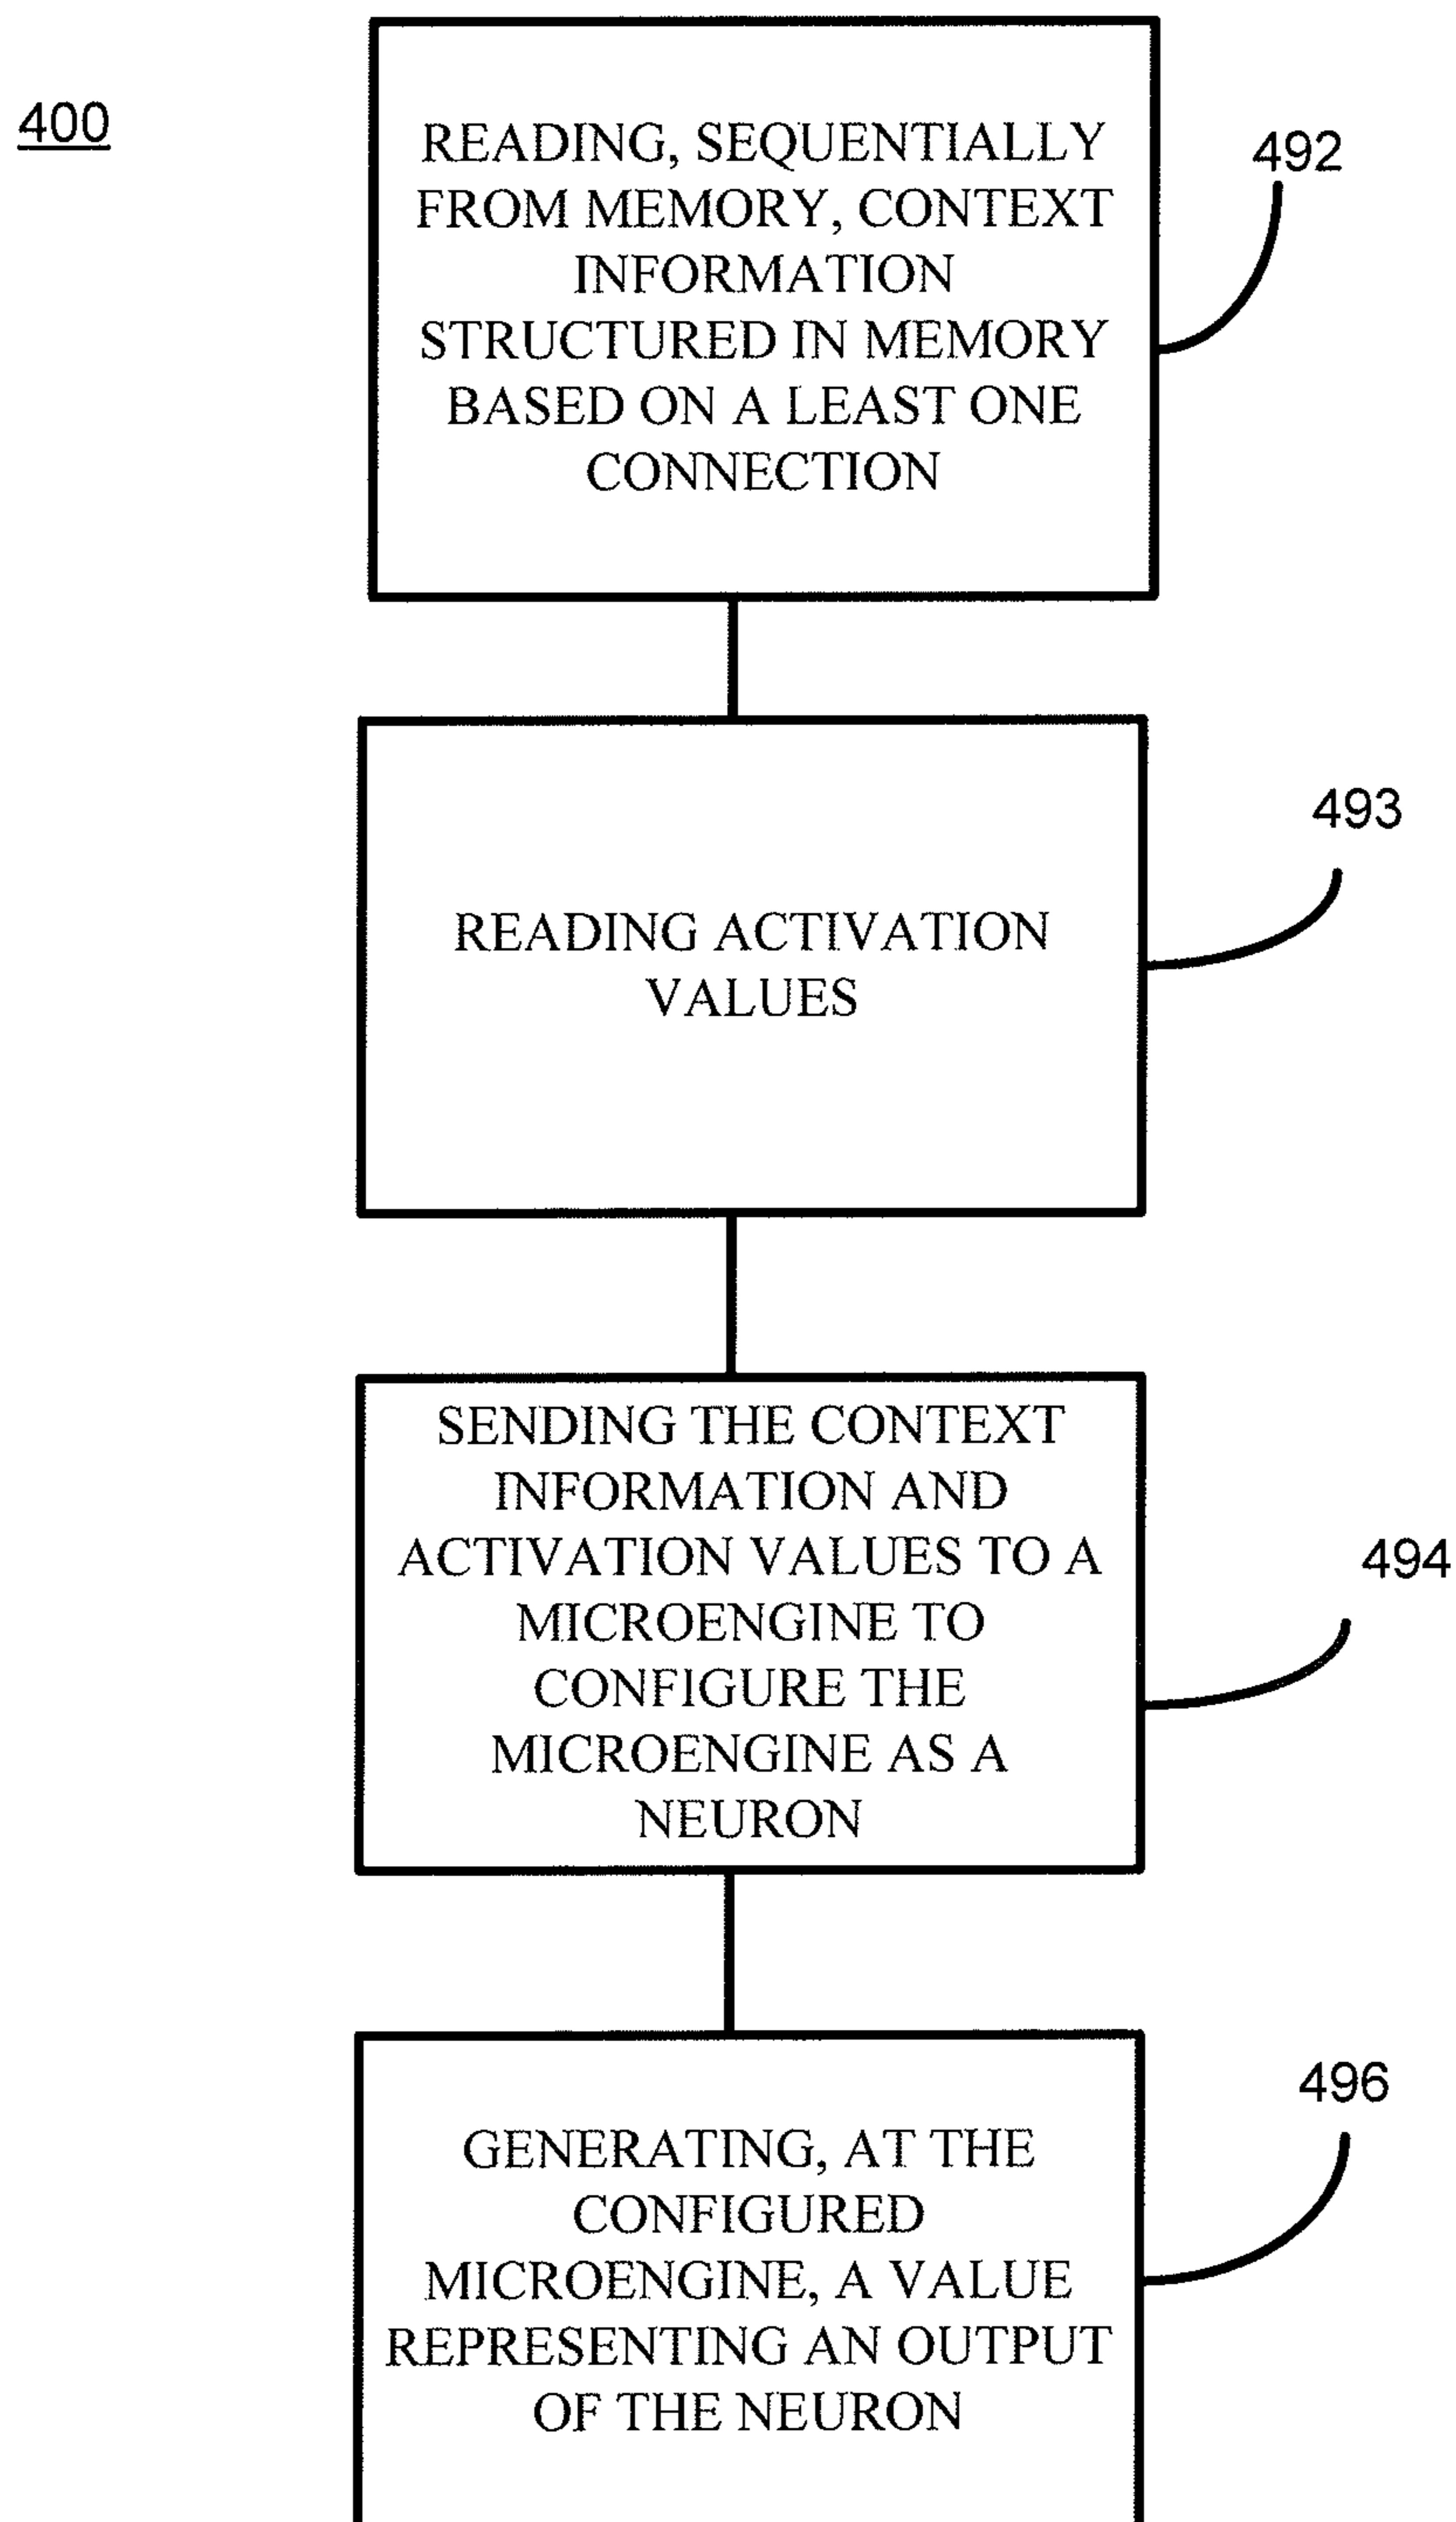 400
READING, SEQUENTIALLY
FROM MEMORY, CONTEXT
INFORMATION
STRUCTURED IN MEMORY
BASED ON A LEAST ONE
CONNECTION
492
READING ACTIVATION
VALUES
493
SENDING THE CONTEXT
INFORMATION AND
ACTIVATION VALUES TO A
MICROENGINE TO
CONFIGURE THE
MICROENGINE AS A
NEURON
494
GENERATING, AT THE
CONFIGURED
MICROENGINE, A VALUE
REPRESENTING AN OUTPUT
OF THE NEURON
496